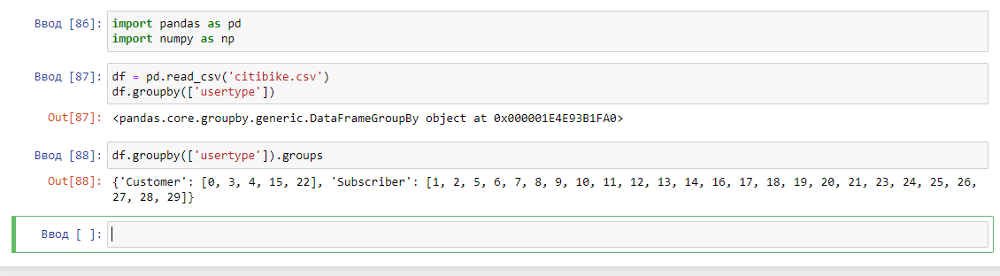 Ввод [86]: import pandas as pd
import numpy as np
Ввод [87]: df = pd.read_csv('citibike.csv')
df.groupby(['usertype'])
Out[87]: <pandas.core.groupby.generic.DataFrameGroupBy object at 0x000001E4E93B1FA0>
Ввод [88]: df.groupby(['usertype']).groups
Out[88]: {'Customer': [0, 3, 4, 15, 22], 'Subscriber': [1, 2, 5, 6, 7, 8, 9, 10, 11, 12, 13, 14, 16, 17, 18, 19, 20, 21, 23, 24, 25, 26,
27, 28, 29]}
Ввод [ ]: